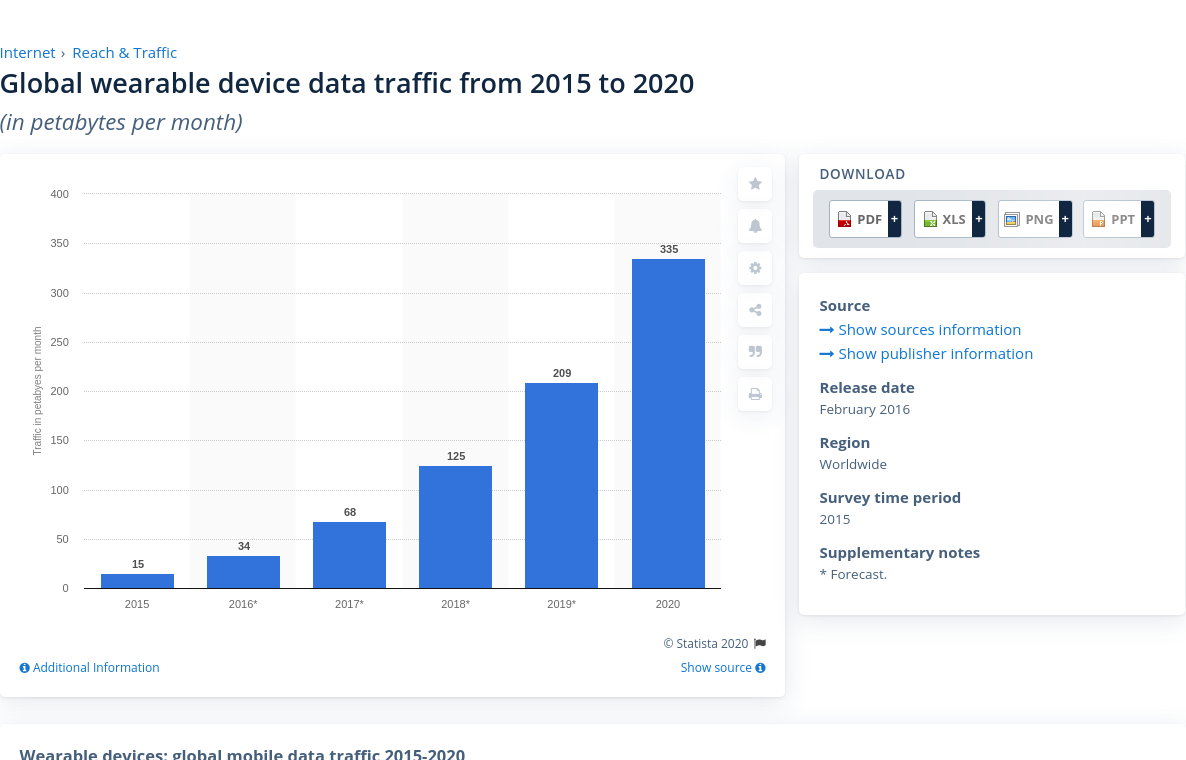 Internet › Reach & Traffic
Global wearable device data traffic from 2015 to 2020
(in petabytes per month)
400
350
300
250
200
150
100
50
0
Traffic in petabyes per month
15
34
68
125
209
335
2015
2016*
2017*
2018*
2019*
2020
© Statista 2020
Additional Information
Show source
DOWNLOAD
PDF +
XLS +
PNG +
PPT +
Source
Show sources information
Show publisher information
Release date
February 2016
Region
Worldwide
Survey time period
2015
Supplementary notes
* Forecast.
Wearable devices: global mobile data traffic 2015-2020